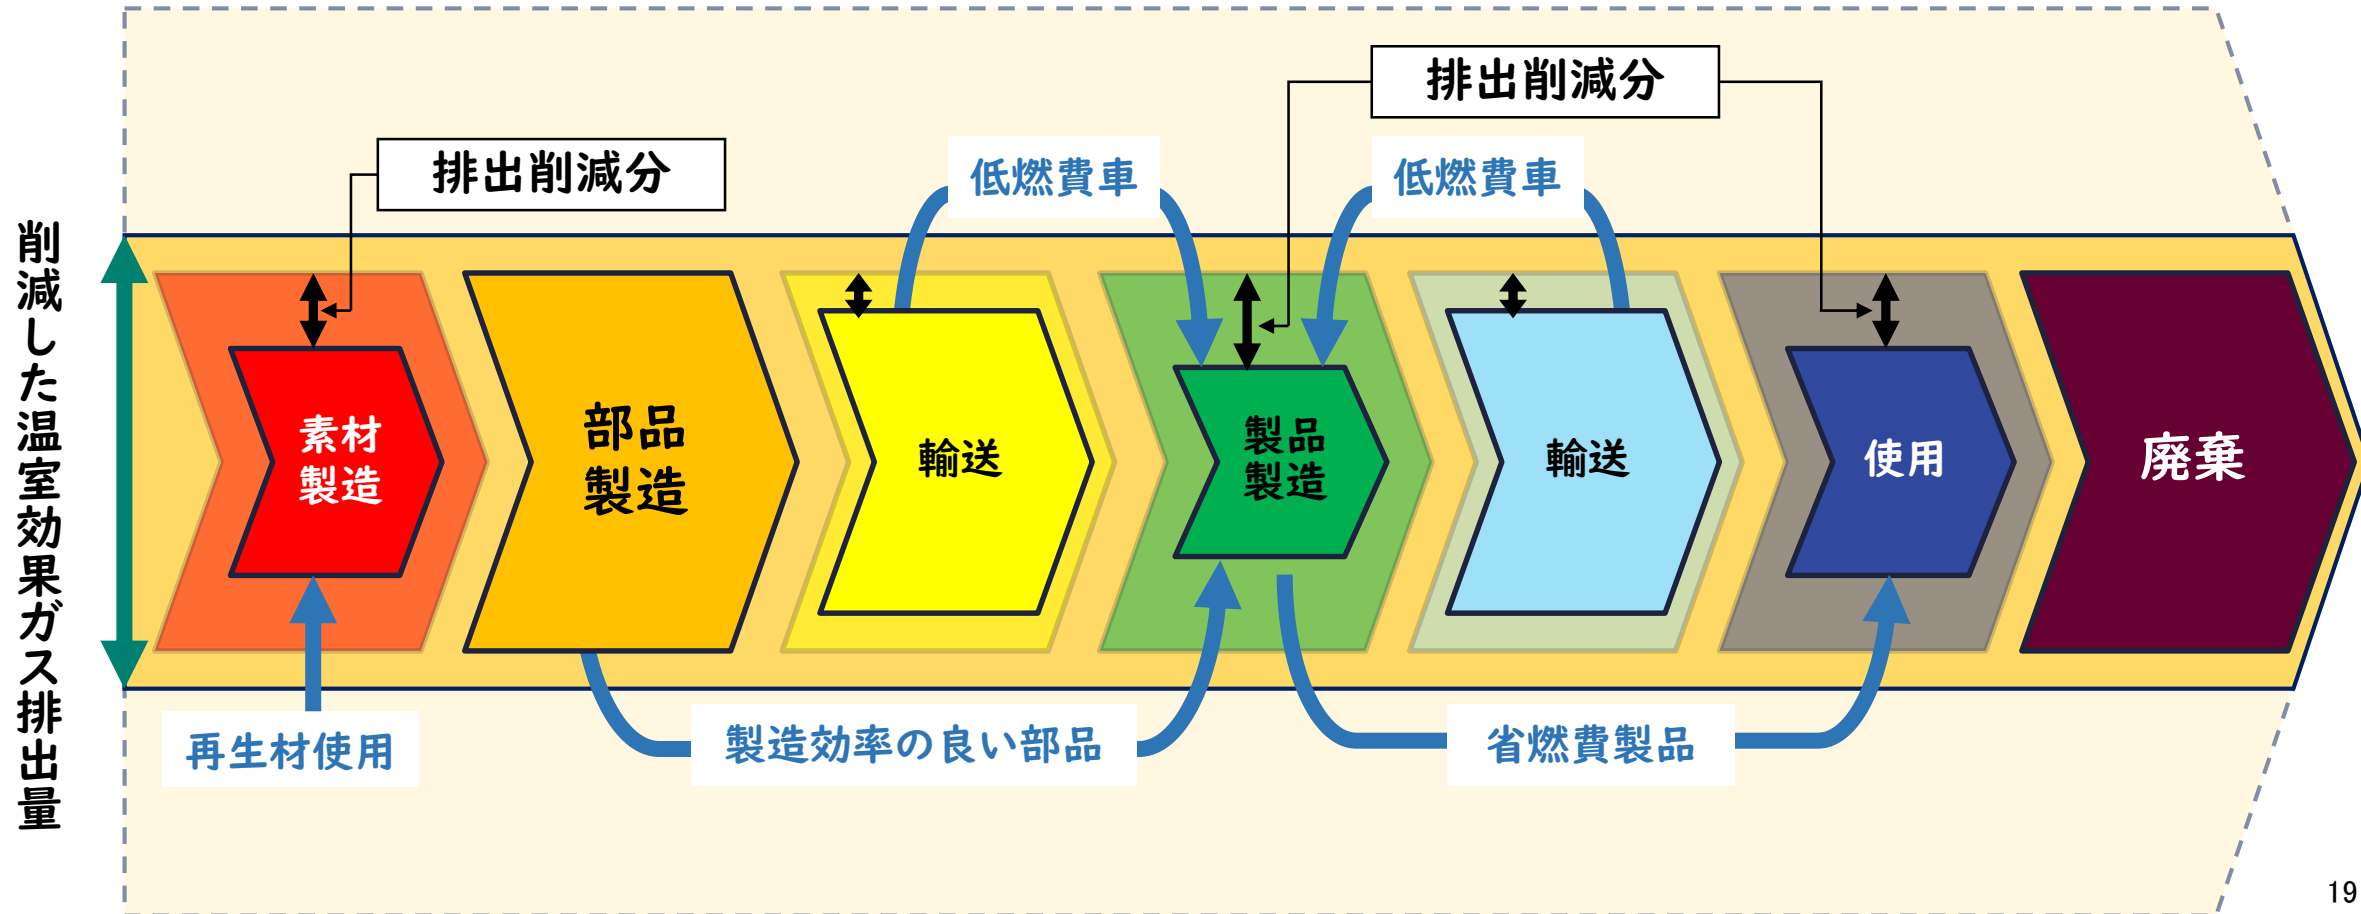 排出削減分
排出削減分
低燃費車
低燃費車
削減した温室効果ガス排出量
素材
製造
部品
製造
輸送
製品
製造
輸送
使用
廃棄
再生材使用
製造効率の良い部品
省燃費製品
19